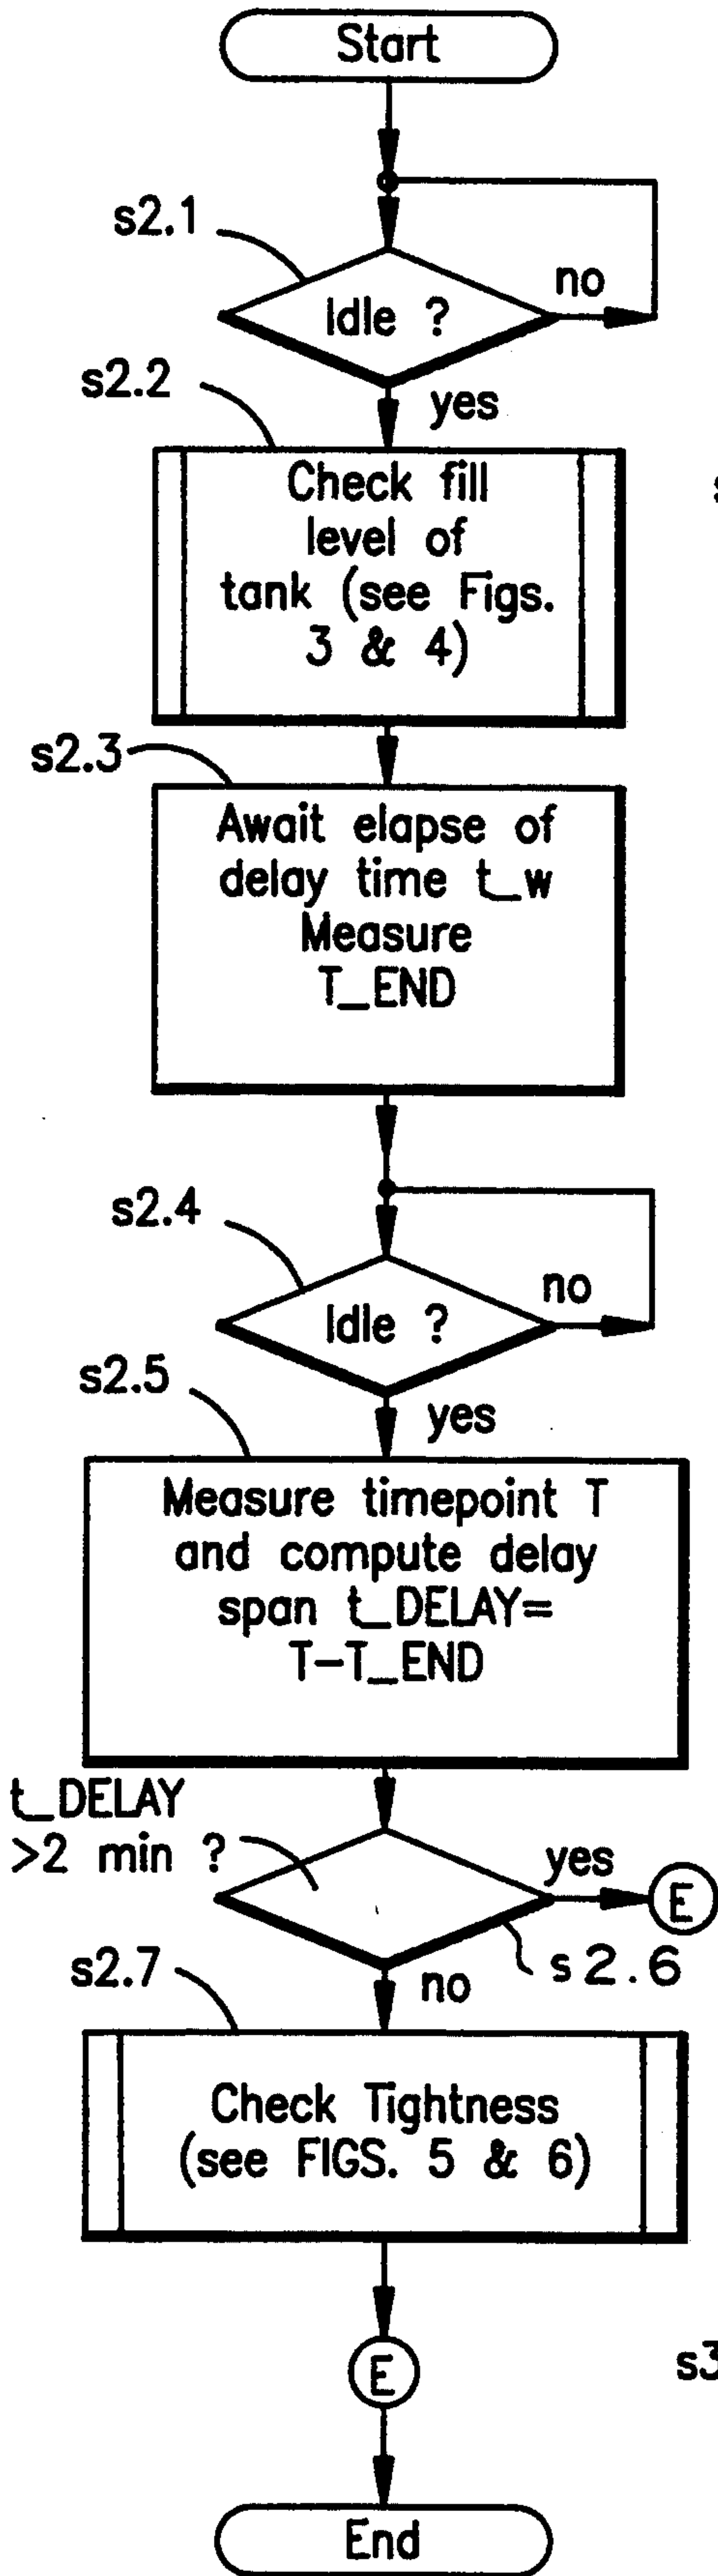 Start
s2.1
Idle ?
no
yes
s2.2
Check fill
level of
tank (see Figs.
3 & 4)
s2.3
Await elapse of
delay time t_w
Measure
T_END
s2.4
Idle ?
no
yes
s2.5
Measure timepoint T
and compute delay
span t_DELAY=
T-T_END
t_DELAY
>2 min ?
yes
E
s2.6
no
s2.7
Check Tightness
(see FIGS. 5 & 6)
E
End
s
s3